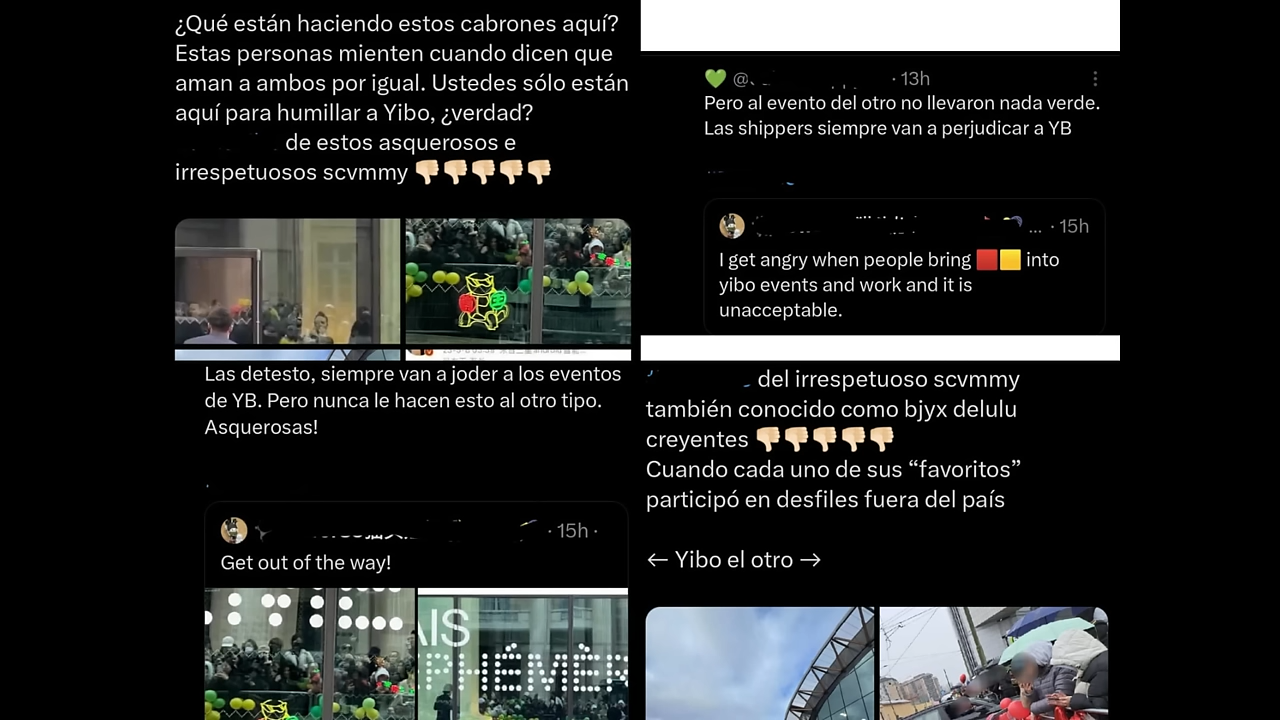 ¿Qué están haciendo estos cabrones aquí?
Estas personas mienten cuando dicen que
aman a ambos por igual. Ustedes sólo están
aquí para humillar a Yibo, ¿verdad?
de estos asquerosos e
irrespetuosos scvmmy 👎🏻👎🏻👎🏻👎🏻👎🏻
Las detesto, siempre van a joder a los eventos
de YB. Pero nunca le hacen esto al otro tipo.
Asquerosas!
· 15h ·
Get out of the way!
AIS
PHÉMÈR
💚 @ · 13h
Pero al evento del otro no llevaron nada verde.
Las shippers siempre van a perjudicar a YB
... · 15h
I get angry when people bring 🟥🟨 into
yibo events and work and it is
unacceptable.
del irrespetuoso scvmmy
también conocido como bjyx delulu
creyentes 👎🏻👎🏻👎🏻👎🏻👎🏻
Cuando cada uno de sus “favoritos”
participó en desfiles fuera del país
← Yibo el otro →